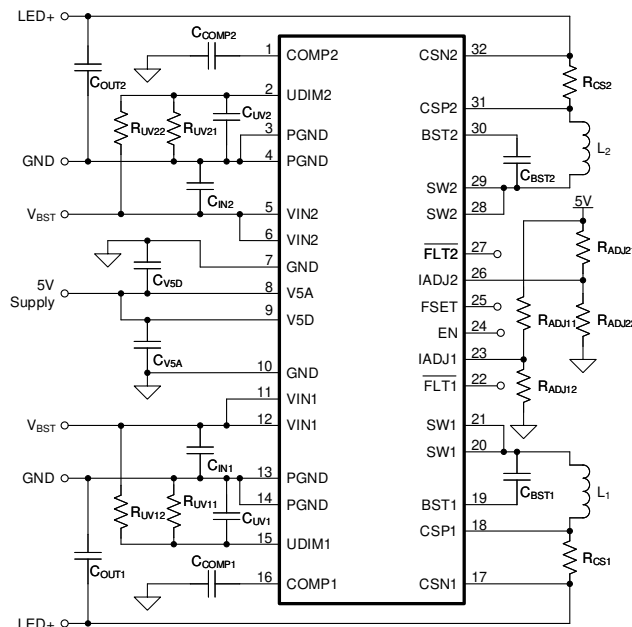 LED+
C_COMP2
1 COMP2 CSN2 32
C_OUT2
R_CS2
2 UDIM2 CSP2 31
R_UV22 R_UV21 C_UV2
3 PGND BST2 30
GND 4 PGND
L_2
C_IN2 C_BST2
V_BST 5 VIN2 SW2 29
6 VIN2 SW2 28
5V
7 GND FLT2 27
R_ADJ21
C_V5D
5V Supply
8 V5A IADJ2 26
9 V5D FSET 25
R_ADJ11 R_ADJ22
EN 24
C_V5A
10 GND IADJ1 23
11 VIN1 FLT1 22
R_ADJ12
V_BST 12 VIN1 SW1 21
C_IN1
SW1 20
GND 13 PGND
C_BST1 L_1
14 PGND BST1 19
R_UV12 R_UV11 C_UV1
15 UDIM1 CSP1 18
C_OUT1
C_COMP1
R_CS1
16 COMP1 CSN1 17
LED+